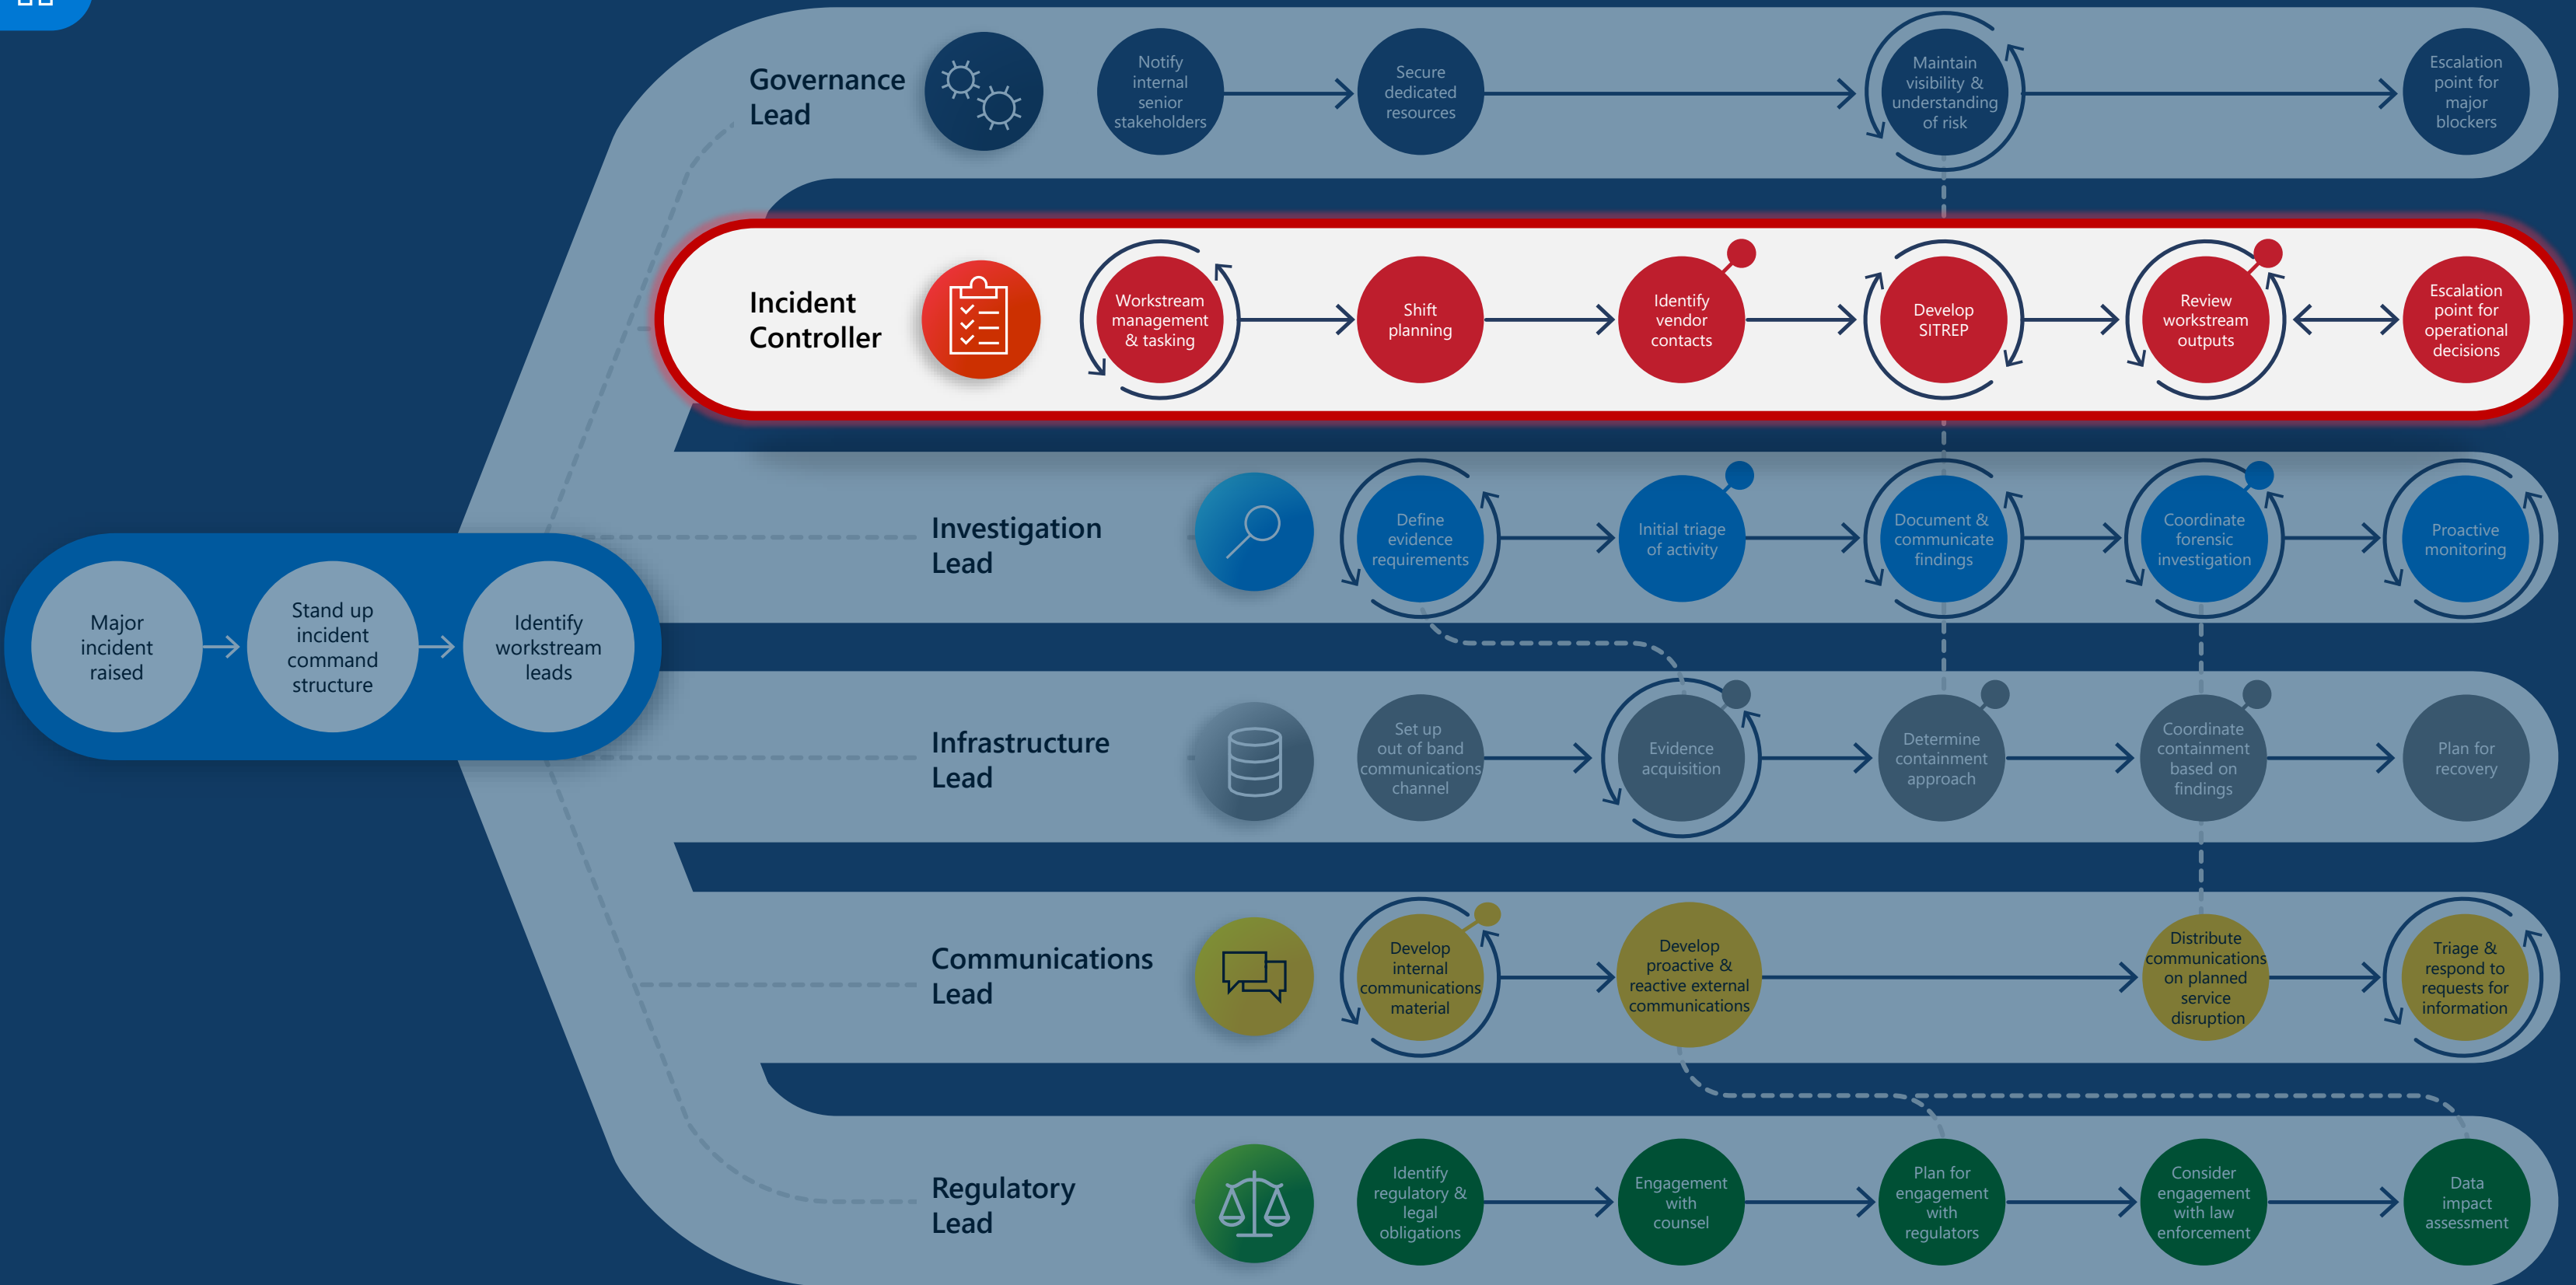 Major
incident
raised
Stand up
incident
command
structure
Identify
workstream
leads
Governance
Lead
Notify
internal
senior
stakeholders
Secure
dedicated
resources
Maintain
visibility &
understanding
of risk
Escalation
point for
major
blockers
Incident
Controller
Workstream
management
& tasking
Shift
planning
Identify
vendor
contacts
Develop
SITREP
Review
workstream
outputs
Escalation
point for
operational
decisions
Investigation
Lead
Define
evidence
requirements
Initial triage
of activity
Document &
communicate
findings
Coordinate
forensic
investigation
Proactive
monitoring
Infrastructure
Lead
Set up
out of band
communications
channel
Evidence
acquisition
Determine
containment
approach
Coordinate
containment
based on
findings
Plan for
recovery
Communications
Lead
Develop
internal
communications
material
Develop
proactive &
reactive external
communications
Distribute
communications
on planned
service
disruption
Triage &
respond to
requests for
information
Regulatory
Lead
Identify
regulatory &
legal
obligations
Engagement
with
counsel
Plan for
engagement
with
regulators
Consider
engagement
with law
enforcement
Data
impact
assessment